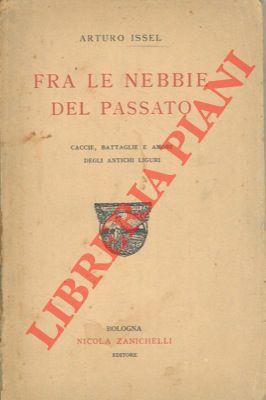 ARTURO ISSEL
FRA LE NEBBIE
DEL PASSATO
CACCIE, BATTAGLIE E AMORI
DEGLI ANTICHI LIGURI
BOLOGNA
NICOLA ZANICHELLI
EDITORE
LIBRERIA PIANI